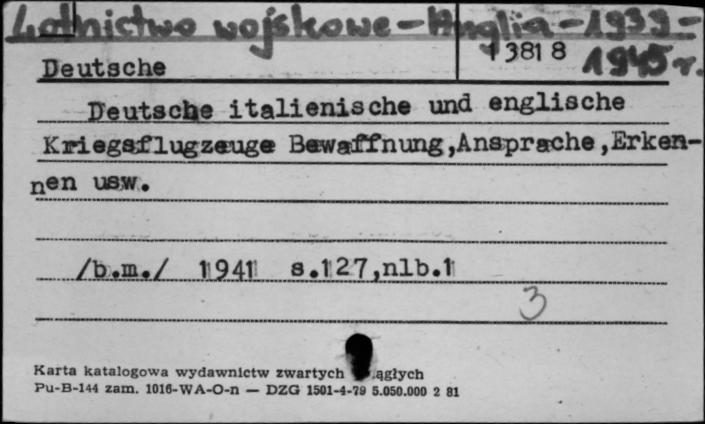 Lotnictwo wojskowe – Anglia – 1939 –
1945 r.
13818
Deutsche
Deutsche italienische und englische
Kriegsflugzeuge Bewaffnung,Ansprache,Erken-
nen usw.
/b.m./ 1941 s.127,nlb.1
3
Karta katalogowa wydawnictw zwartych ągłych
Pu-B-144 zam. 1016-WA-O-n — DZG 1501-4-79 5.050.000 2 81